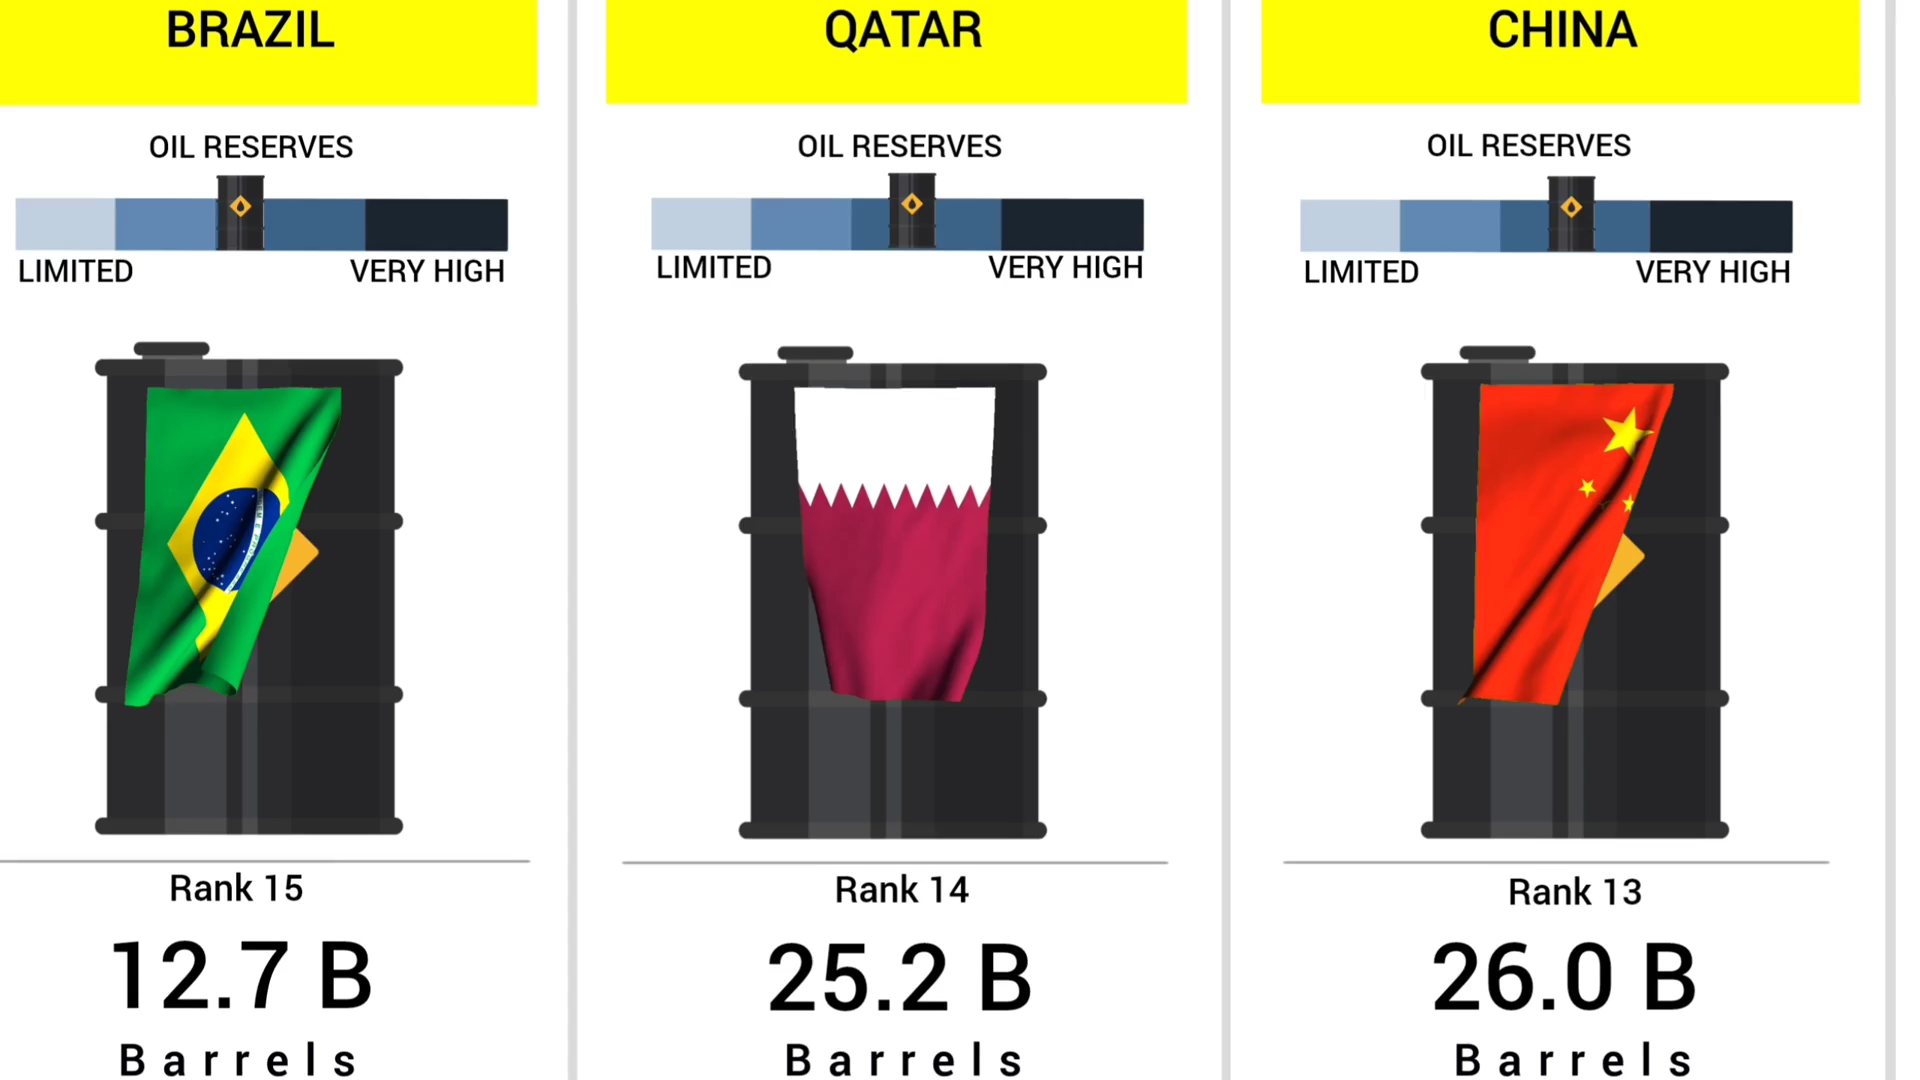 BRAZIL
OIL RESERVES
LIMITED
VERY HIGH
Rank 15
12.7 B
Barrels
QATAR
OIL RESERVES
LIMITED
VERY HIGH
Rank 14
25.2 B
Barrels
CHINA
OIL RESERVES
LIMITED
VERY HIGH
Rank 13
26.0 B
Barrels